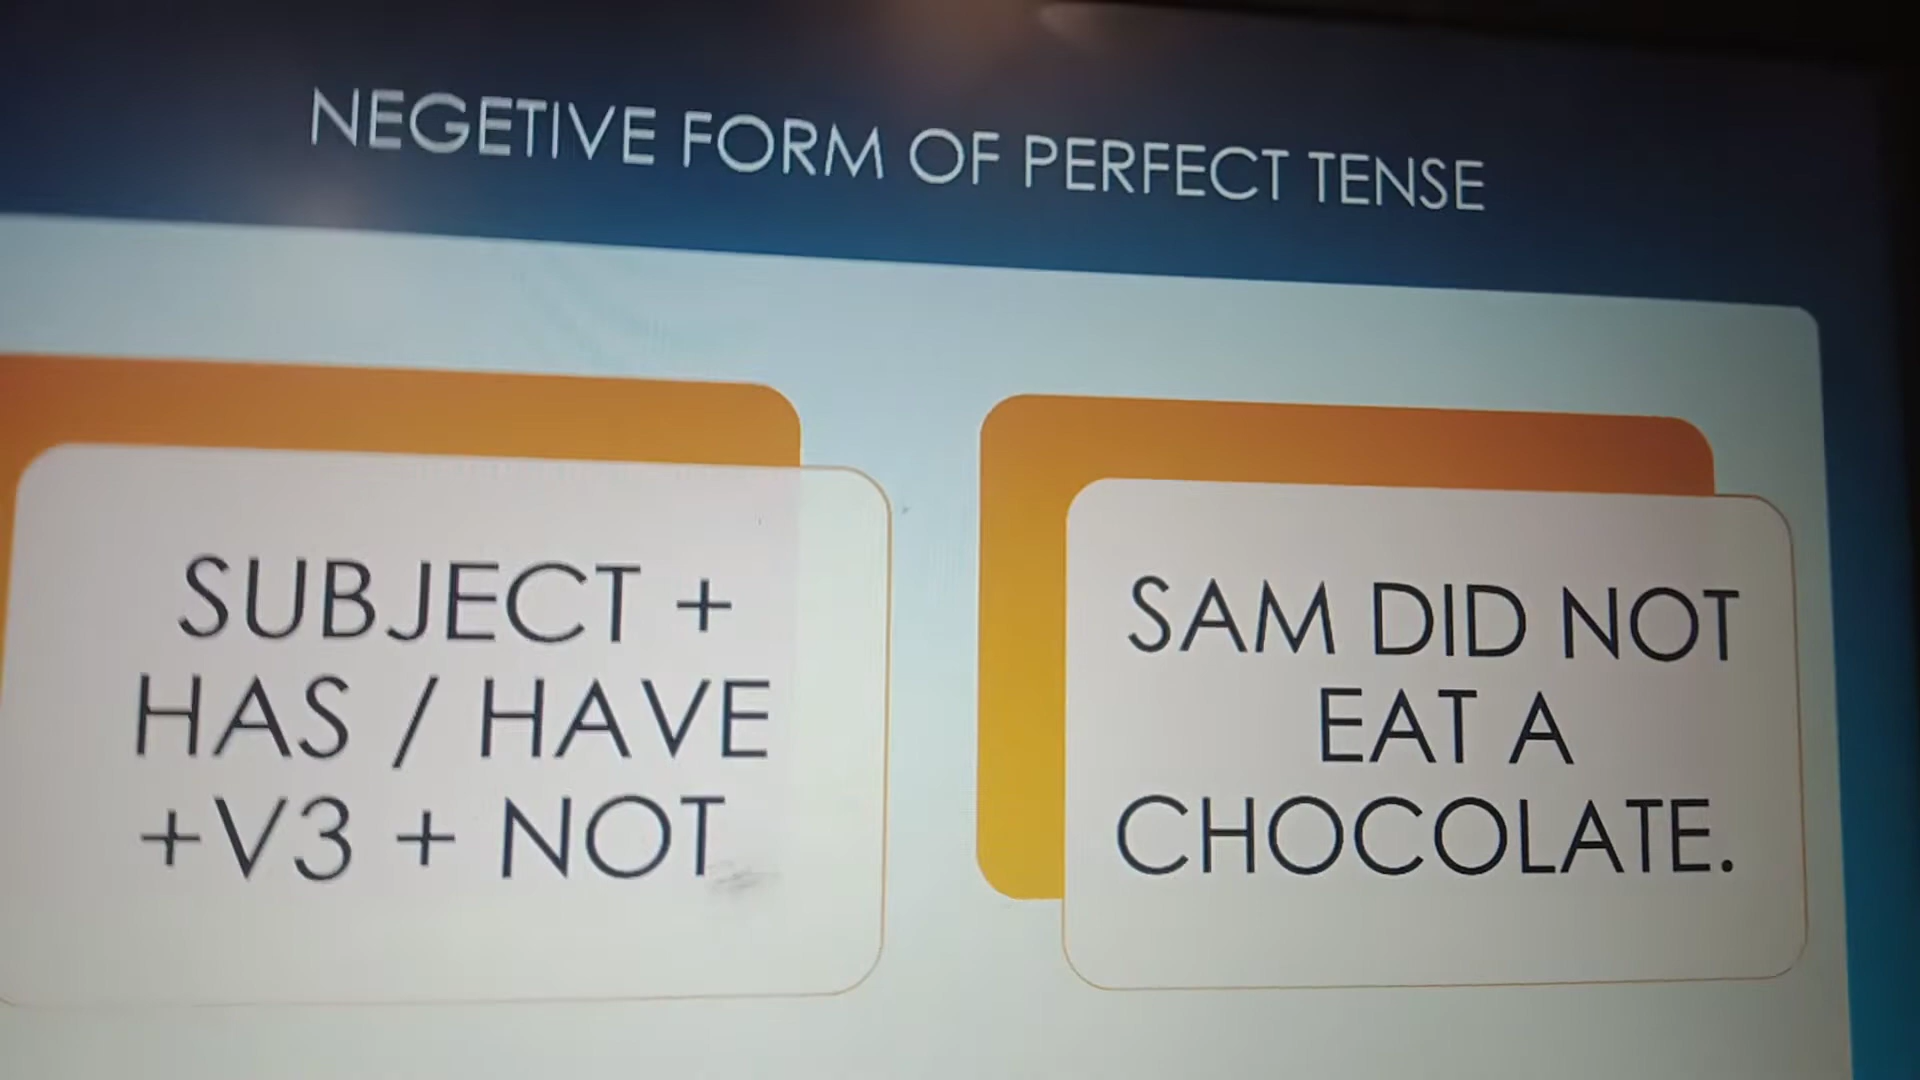 NEGETIVE FORM OF PERFECT TENSE
SUBJECT +
HAS / HAVE
+V3 + NOT
SAM DID NOT
EAT A
CHOCOLATE.